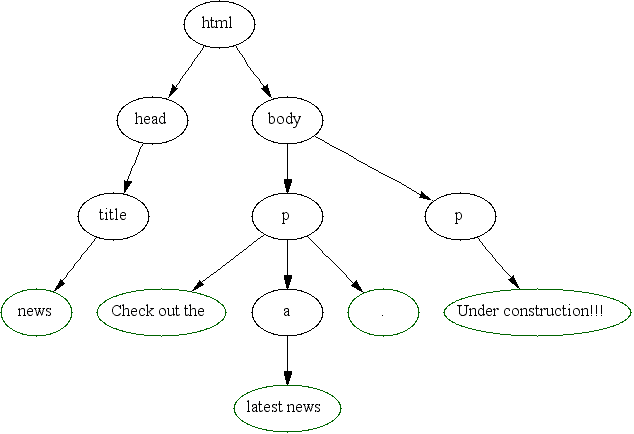 html
head
body
title
p
p
news
Check out the
a
.
Under construction!!!
latest news